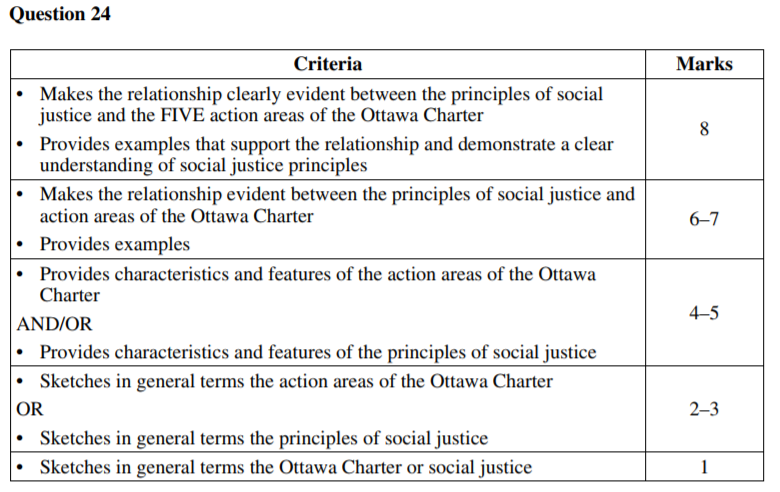 Question 24
Criteria Marks
• Makes the relationship clearly evident between the principles of social
justice and the FIVE action areas of the Ottawa Charter
• Provides examples that support the relationship and demonstrate a clear
understanding of social justice principles
8
• Makes the relationship evident between the principles of social justice and
action areas of the Ottawa Charter
• Provides examples
6–7
• Provides characteristics and features of the action areas of the Ottawa
Charter
AND/OR
• Provides characteristics and features of the principles of social justice
4–5
• Sketches in general terms the action areas of the Ottawa Charter
OR
• Sketches in general terms the principles of social justice
2–3
• Sketches in general terms the Ottawa Charter or social justice
1